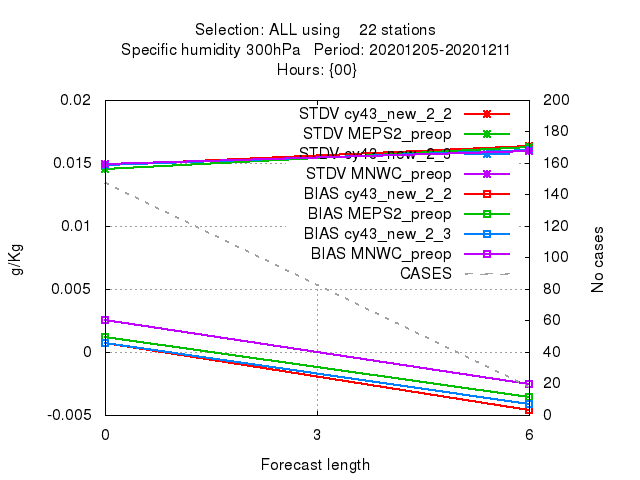 Selection: ALL using 22 stations
Specific humidity 300hPa Period: 20201205-20201211
Hours: {00}
0.02
0.015
0.01
0.005
0
-0.005
g/Kg
STDV cy43_new_2_2
STDV MEPS2_preop
STDV cy43_new_2_3
STDV MNWC_preop
BIAS cy43_new_2_2
BIAS MEPS2_preop
BIAS cy43_new_2_3
BIAS MNWC_preop
CASES
200
180
160
140
120
100
80
60
40
20
0
No cases
0 3 6
Forecast length